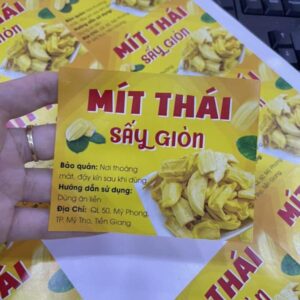 MÍT THÁI
SẤY GIÒN
Bảo quản: Nơi thoáng
mát, đậy kín sau khi dùng
Hướng dẫn sử dụng:
Dùng ăn liền
Địa Chỉ: QL 50, Mỹ Phong,
TP. Mỹ Tho, Tiền Giang
MÍT THÁI
SẤY GIÒN
THÁI
GIÒN